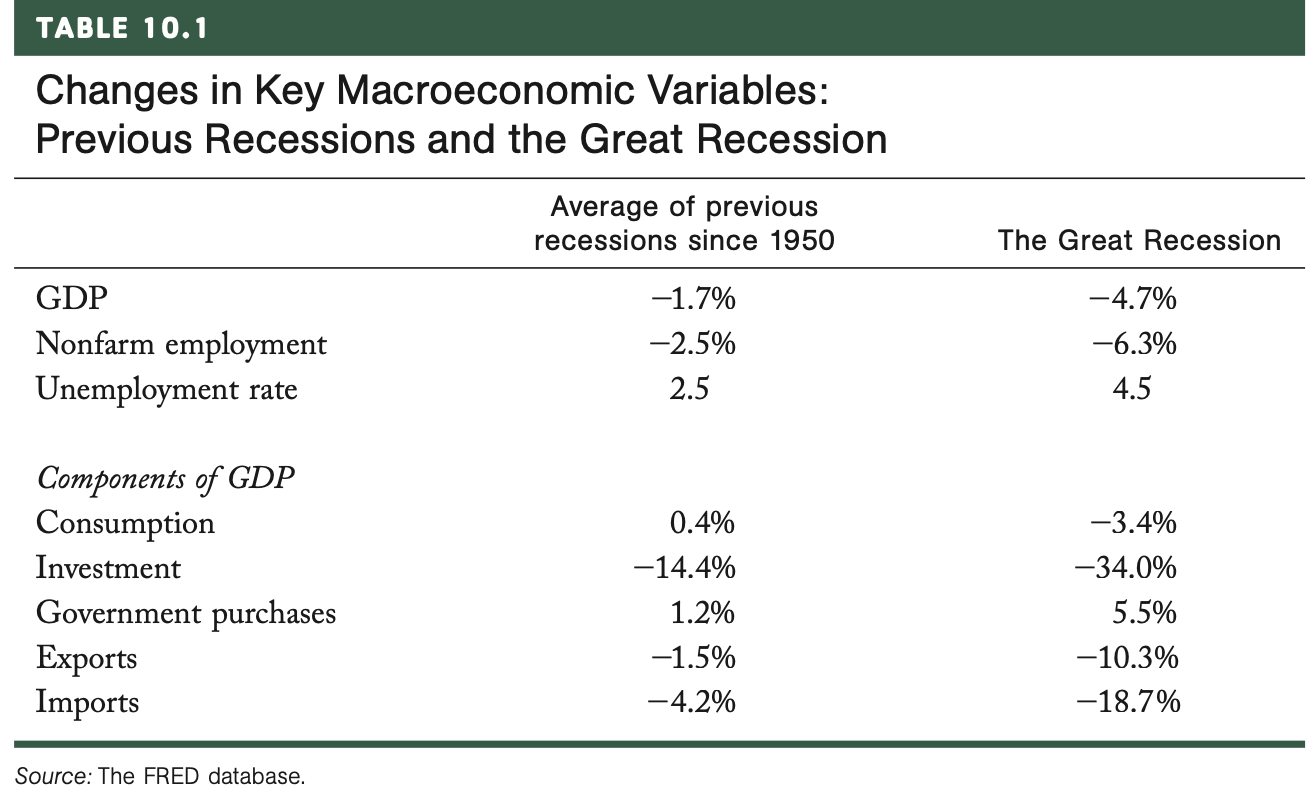 TABLE 10.1
Changes in Key Macroeconomic Variables:
Previous Recessions and the Great Recession
Average of previous
recessions since 1950 The Great Recession
GDP −1.7% −4.7%
Nonfarm employment −2.5% −6.3%
Unemployment rate 2.5 4.5
Components of GDP
Consumption 0.4% −3.4%
Investment −14.4% −34.0%
Government purchases 1.2% 5.5%
Exports −1.5% −10.3%
Imports −4.2% −18.7%
Source: The FRED database.